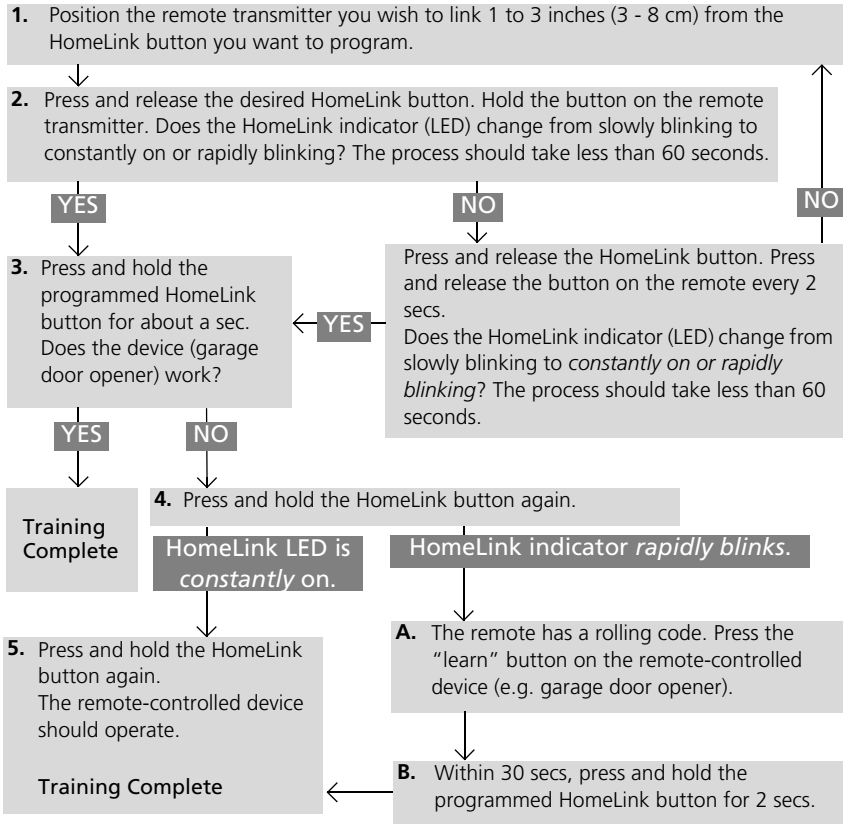 1. Position the remote transmitter you wish to link 1 to 3 inches (3 - 8 cm) from the
HomeLink button you want to program.
2. Press and release the desired HomeLink button. Hold the button on the remote
transmitter. Does the HomeLink indicator (LED) change from slowly blinking to
constantly on or rapidly blinking? The process should take less than 60 seconds.
YES
NO
NO
3. Press and hold the
programmed HomeLink
button for about a sec.
Does the device (garage
door opener) work?
YES
Press and release the HomeLink button. Press
and release the button on the remote every 2
secs.
Does the HomeLink indicator (LED) change from
slowly blinking to constantly on or rapidly
blinking? The process should take less than 60
seconds.
YES
NO
Training
Complete
4. Press and hold the HomeLink button again.
HomeLink LED is
constantly on.
HomeLink indicator rapidly blinks.
5. Press and hold the HomeLink
button again.
The remote-controlled device
should operate.
Training Complete
A. The remote has a rolling code. Press the
“learn” button on the remote-controlled
device (e.g. garage door opener).
B. Within 30 secs, press and hold the
programmed HomeLink button for 2 secs.